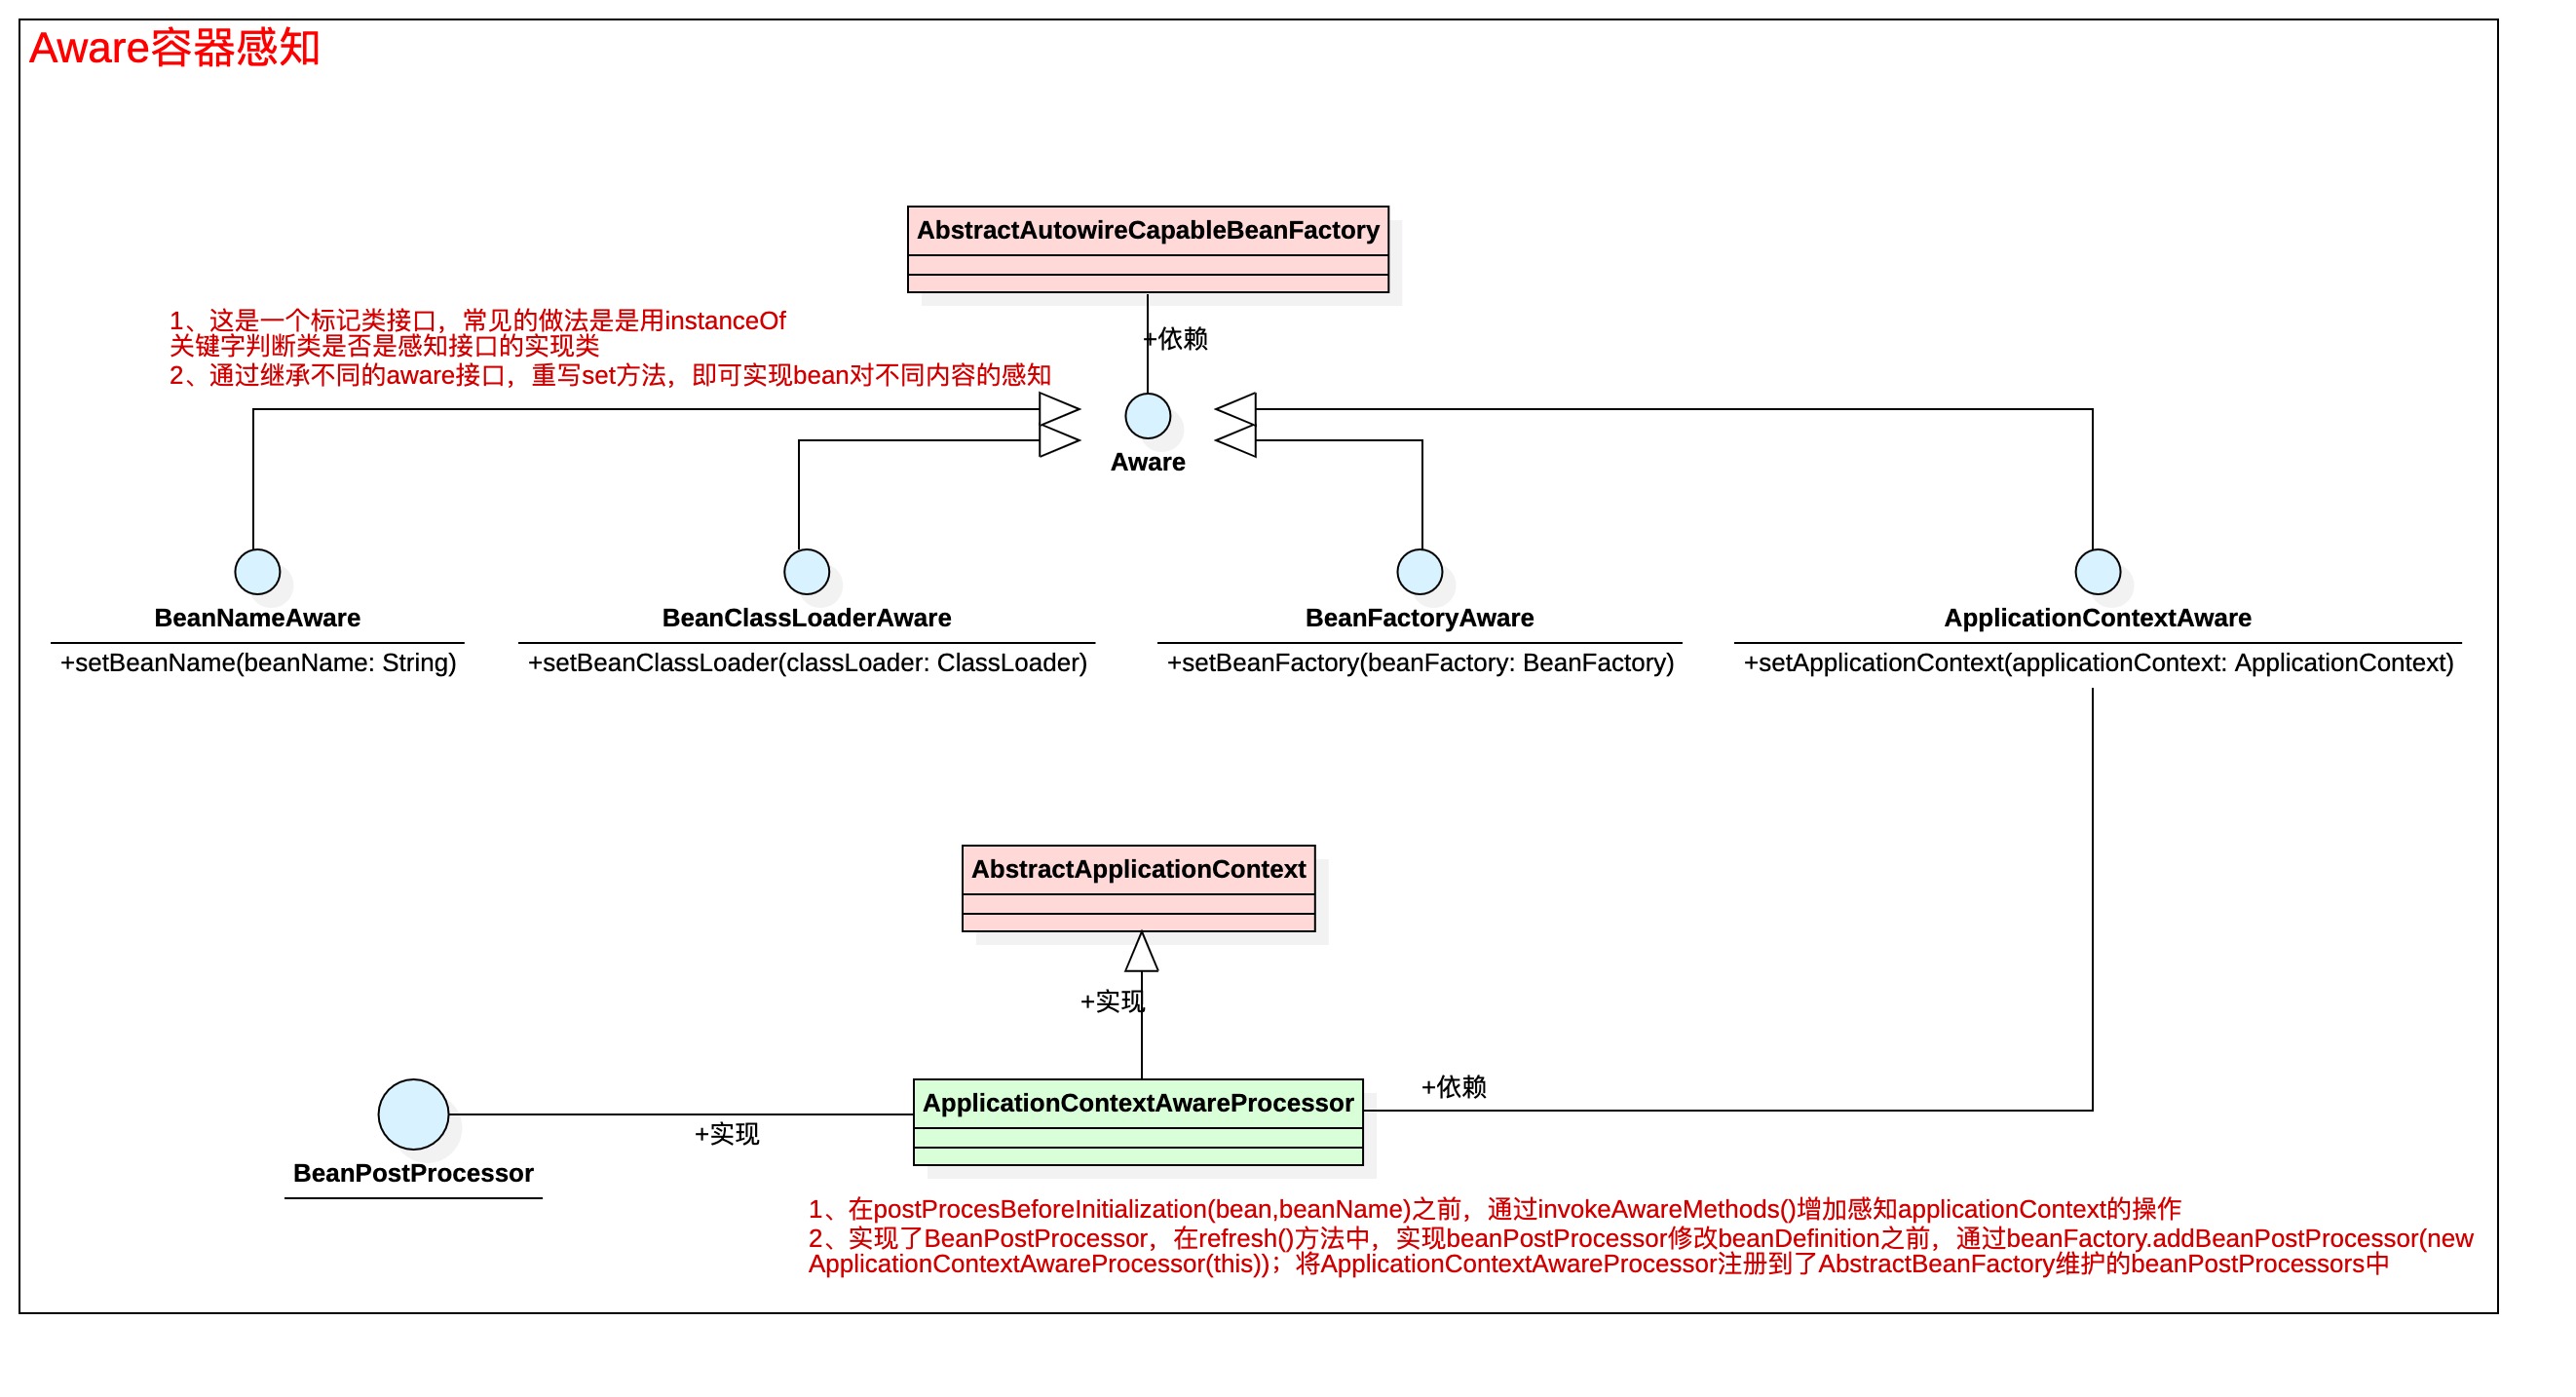 Aware容器感知
AbstractAutowireCapableBeanFactory
1、这是一个标记类接口，常见的做法是是用instanceOf
关键字判断类是否是感知接口的实现类
2、通过继承不同的aware接口，重写set方法，即可实现bean对不同内容的感知
+依赖
Aware
BeanNameAware
+setBeanName(beanName: String)
BeanClassLoaderAware
+setBeanClassLoader(classLoader: ClassLoader)
BeanFactoryAware
+setBeanFactory(beanFactory: BeanFactory)
ApplicationContextAware
+setApplicationContext(applicationContext: ApplicationContext)
AbstractApplicationContext
+实现
BeanPostProcessor
+实现
ApplicationContextAwareProcessor
+依赖
1、在postProcesBeforeInitialization(bean,beanName)之前，通过invokeAwareMethods()增加感知applicationContext的操作
2、实现了BeanPostProcessor，在refresh()方法中，实现beanPostProcessor修改beanDefinition之前，通过beanFactory.addBeanPostProcessor(new
ApplicationContextAwareProcessor(this))；将ApplicationContextAwareProcessor注册到了AbstractBeanFactory维护的beanPostProcessors中